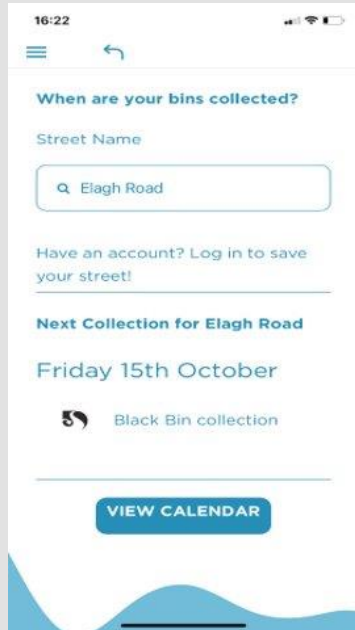 16:22
When are your bins collected?
Street Name
Elagh Road
Have an account? Log in to save
your street!
Next Collection for Elagh Road
Friday 15th October
Black Bin collection
VIEW CALENDAR